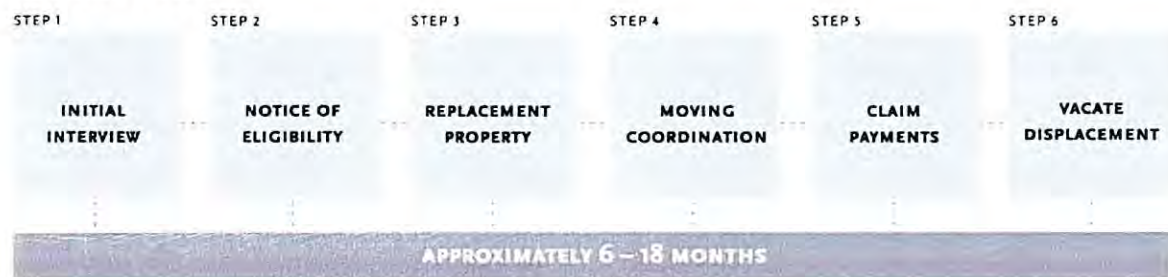 STEP 1
STEP 2
STEP 3
STEP 4
STEP 5
STEP 6
INITIAL
INTERVIEW
NOTICE OF
ELIGIBILITY
REPLACEMENT
PROPERTY
MOVING
COORDINATION
CLAIM
PAYMENTS
VACATE
DISPLACEMENT
APPROXIMATELY 6 – 18 MONTHS